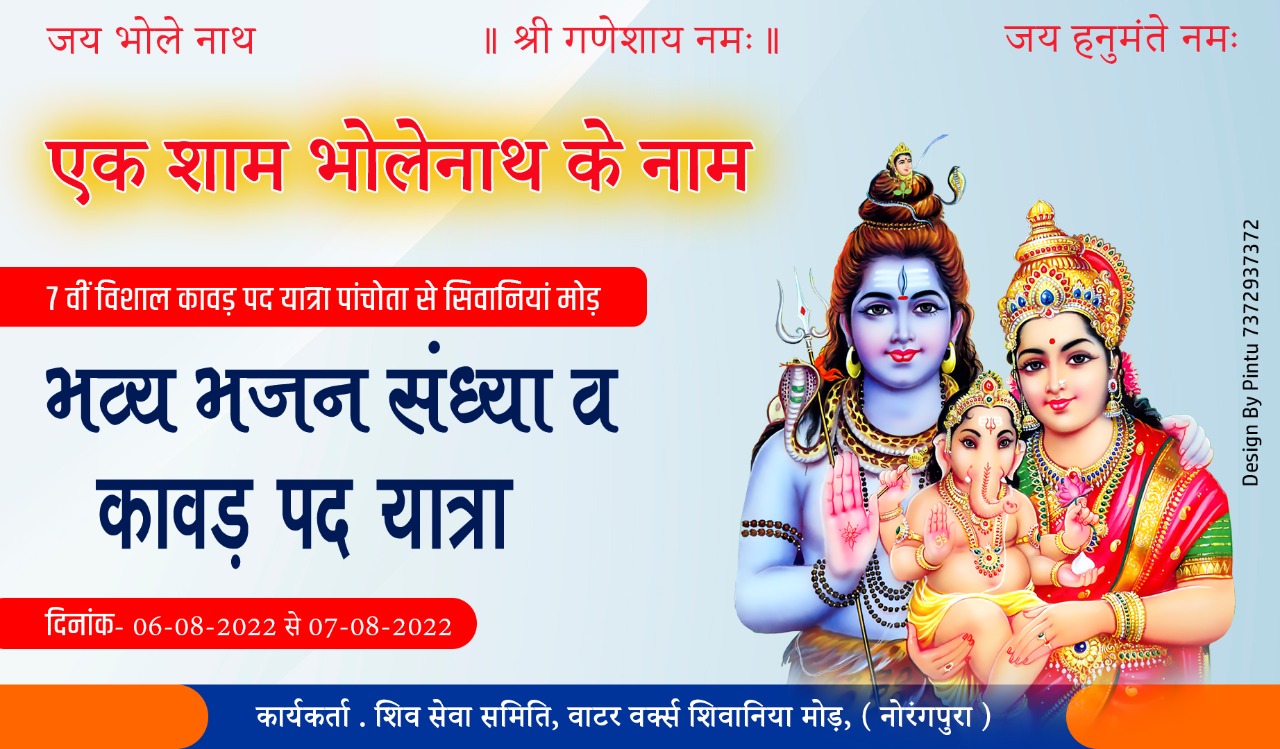 जय भोले नाथ
॥ श्री गणेशाय नमः ॥
जय हनुमंते नमः
एक शाम भोलेनाथ के नाम
7 वीं विशाल कावड़ पद यात्रा पांचोता से सिवानियां मोड़
भव्य भजन संध्या व
कावड़ पद यात्रा
दिनांक- 06-08-2022 से 07-08-2022
कार्यकर्ता . शिव सेवा समिति, वाटर वर्क्स शिवानिया मोड़, ( नोरंगपुरा )
Design By Pintu 7372937372